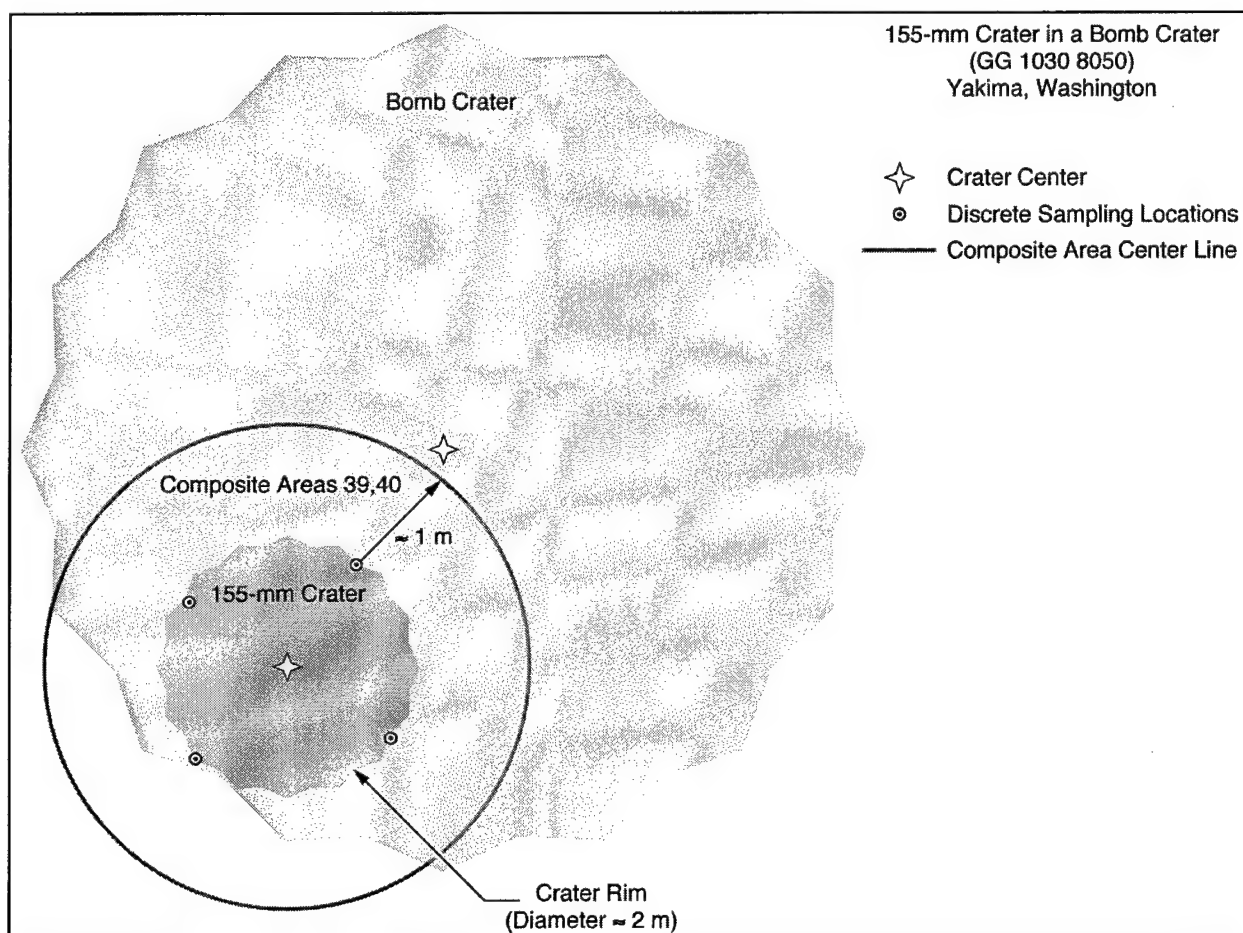 155-mm Crater in a Bomb Crater
(GG 1030 8050)
Yakima, Washington
Bomb Crater
Crater Center
Discrete Sampling Locations
Composite Area Center Line
Composite Areas 39,40
≈ 1 m
155-mm Crater
Crater Rim
(Diameter ≈ 2 m)